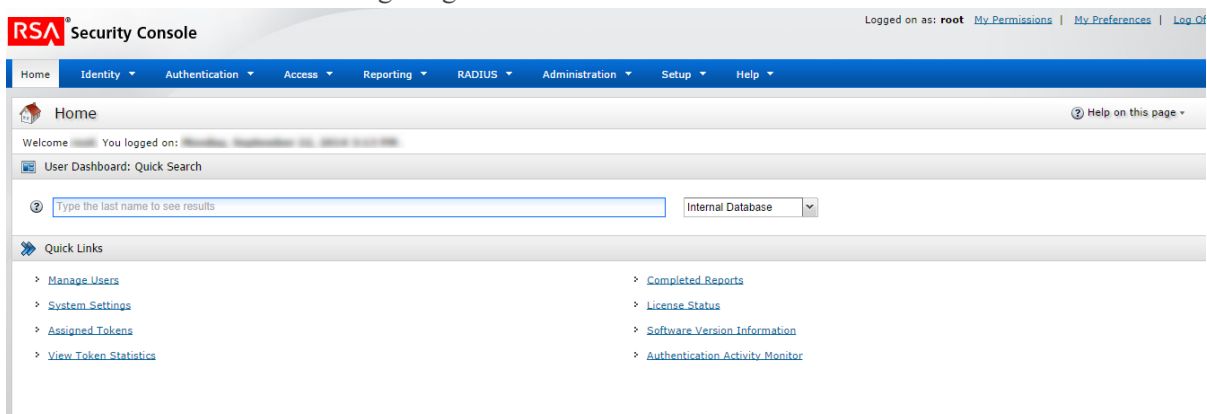 RSA Security Console
Logged on as: root My Permissions | My Preferences | Log Of
Home Identity Authentication Access Reporting RADIUS Administration Setup Help
Home
Help on this page
Welcome You logged on:
User Dashboard: Quick Search
Type the last name to see results
Internal Database
Quick Links
Manage Users
System Settings
Assigned Tokens
View Token Statistics
Completed Reports
License Status
Software Version Information
Authentication Activity Monitor